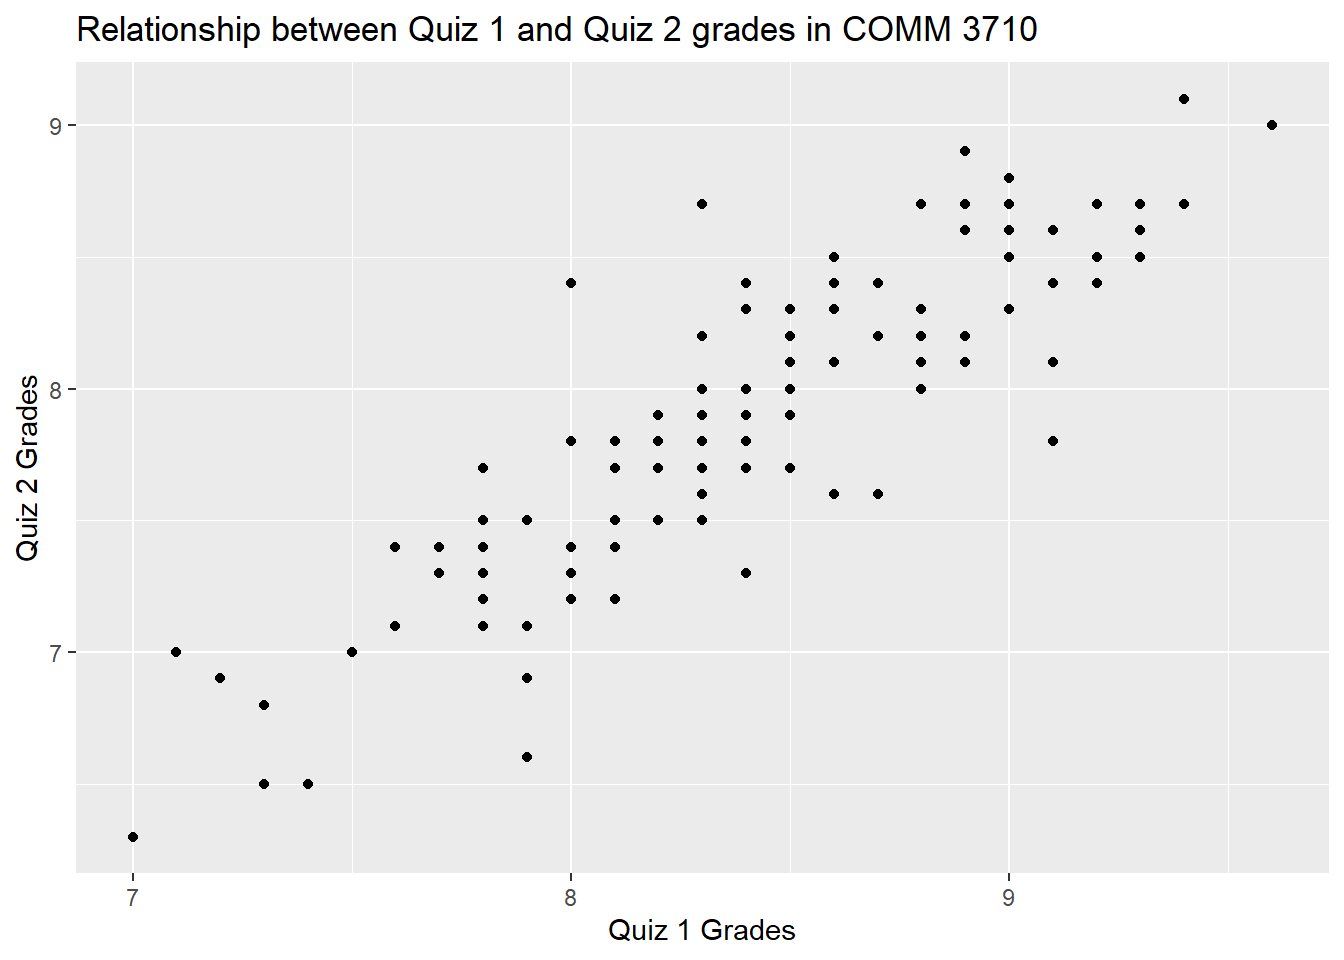 Relationship between Quiz 1 and Quiz 2 grades in COMM 3710
9
8
7
Quiz 2 Grades
7 8 9
Quiz 1 Grades